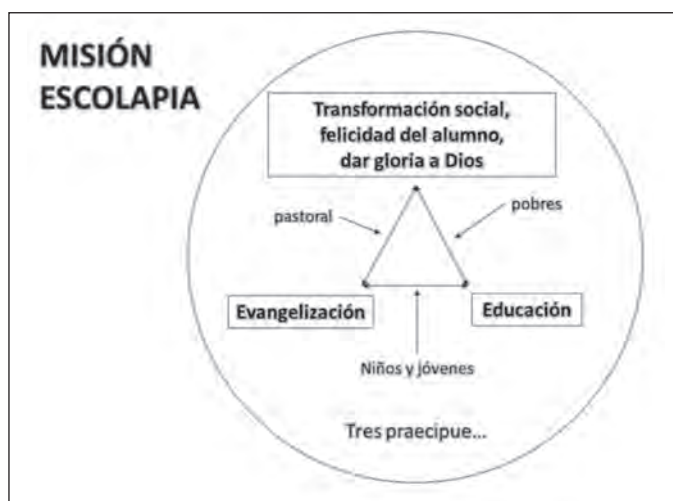 MISIÓN
ESCOLAPIA
Transformación social,
felicidad del alumno,
dar gloria a Dios
pastoral
pobres
Evangelización
Educación
Niños y jóvenes
Tres praecipue...